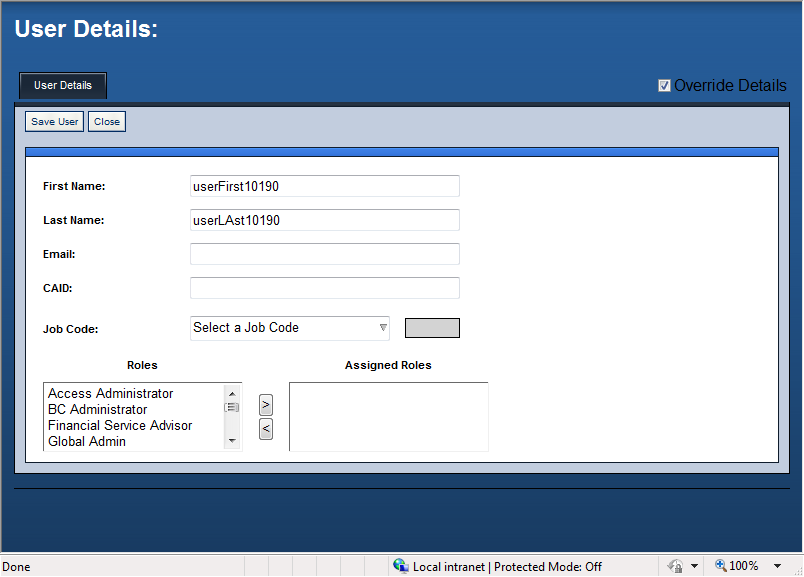 User Details:
User Details
Override Details
Save User Close
First Name: userFirst10190
Last Name: userLAst10190
Email:
CAID:
Job Code: Select a Job Code
Roles Assigned Roles
Access Administrator
BC Administrator
Financial Service Advisor
Global Admin
>
<
Done Local intranet | Protected Mode: Off 100%